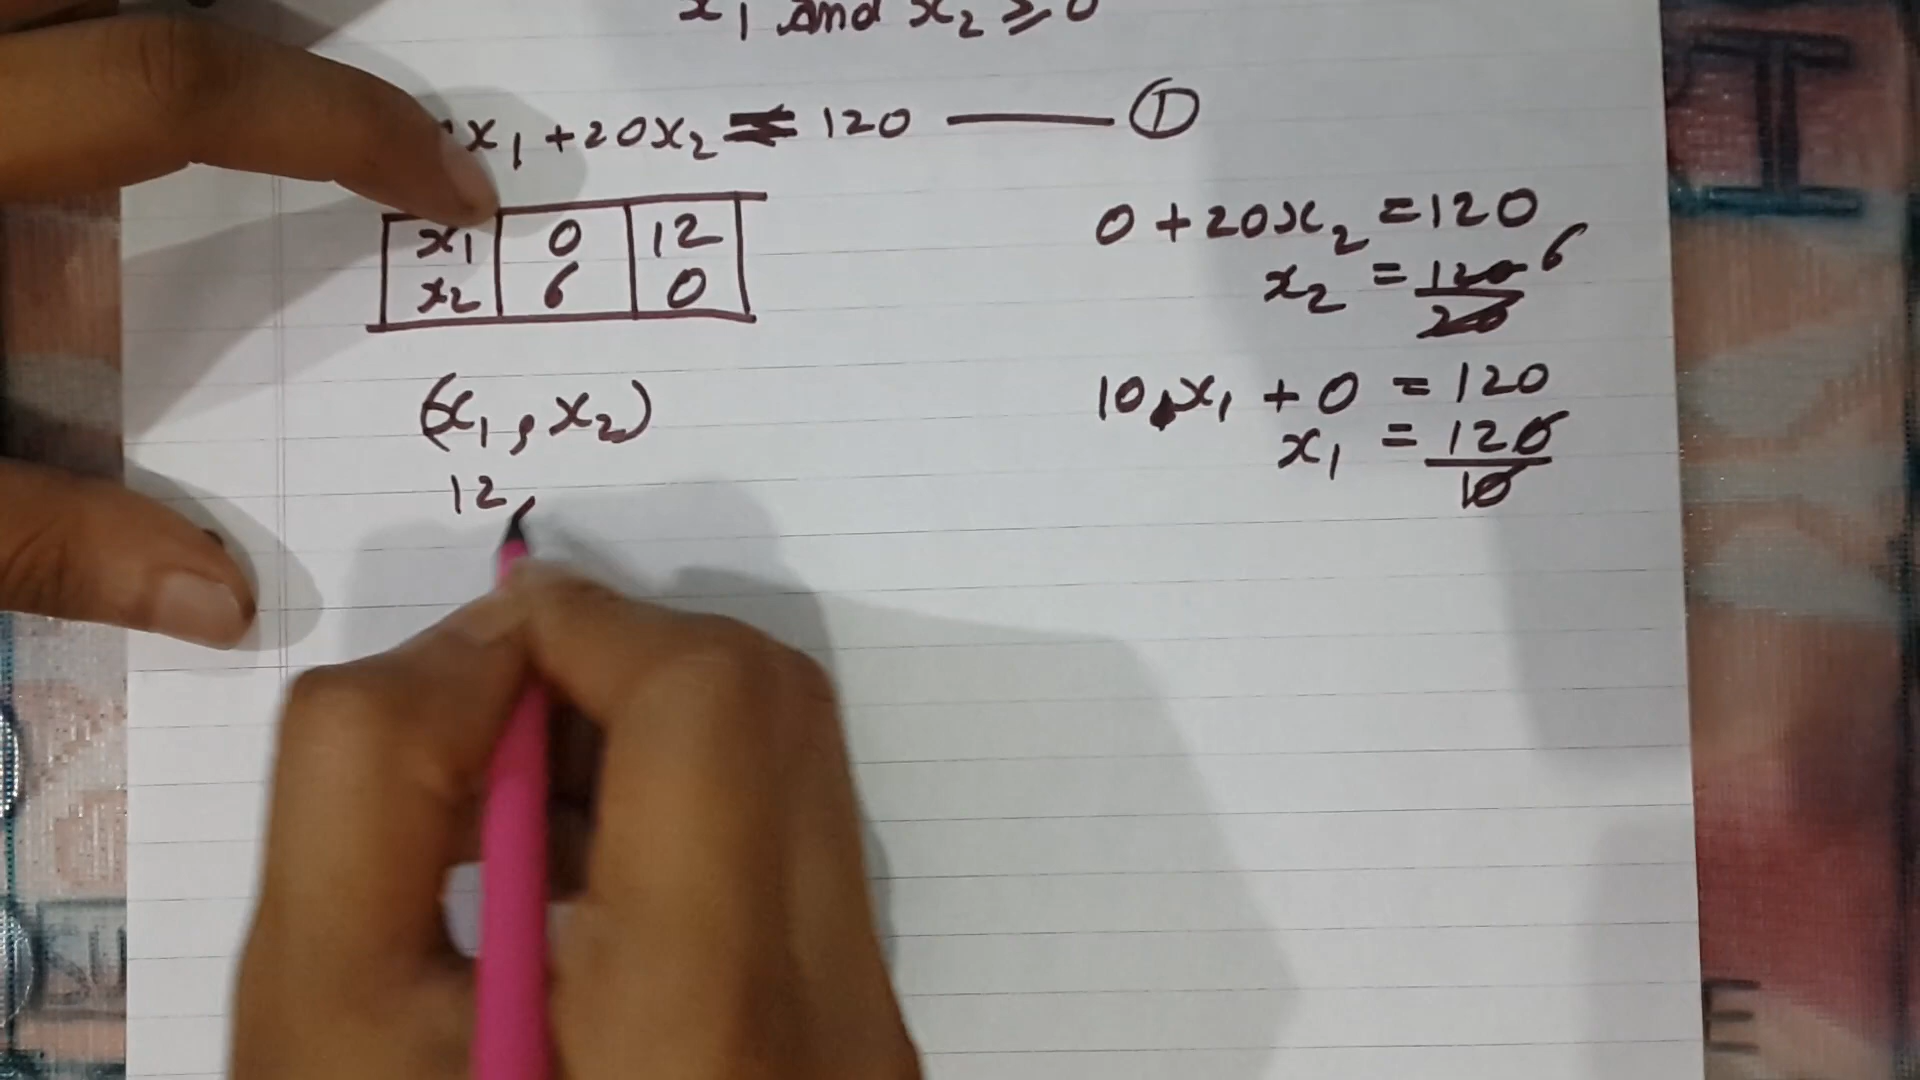 x₁ and x₂ ≥ 0
x₁ + 20x₂ = 120 ——— ①
x₁ 0 12
x₂ 6 0
(x₁, x₂)
12,
0 + 20x₂ = 120
x₂ = 120/20 6
10x₁ + 0 = 120
x₁ = 120/10
I
E